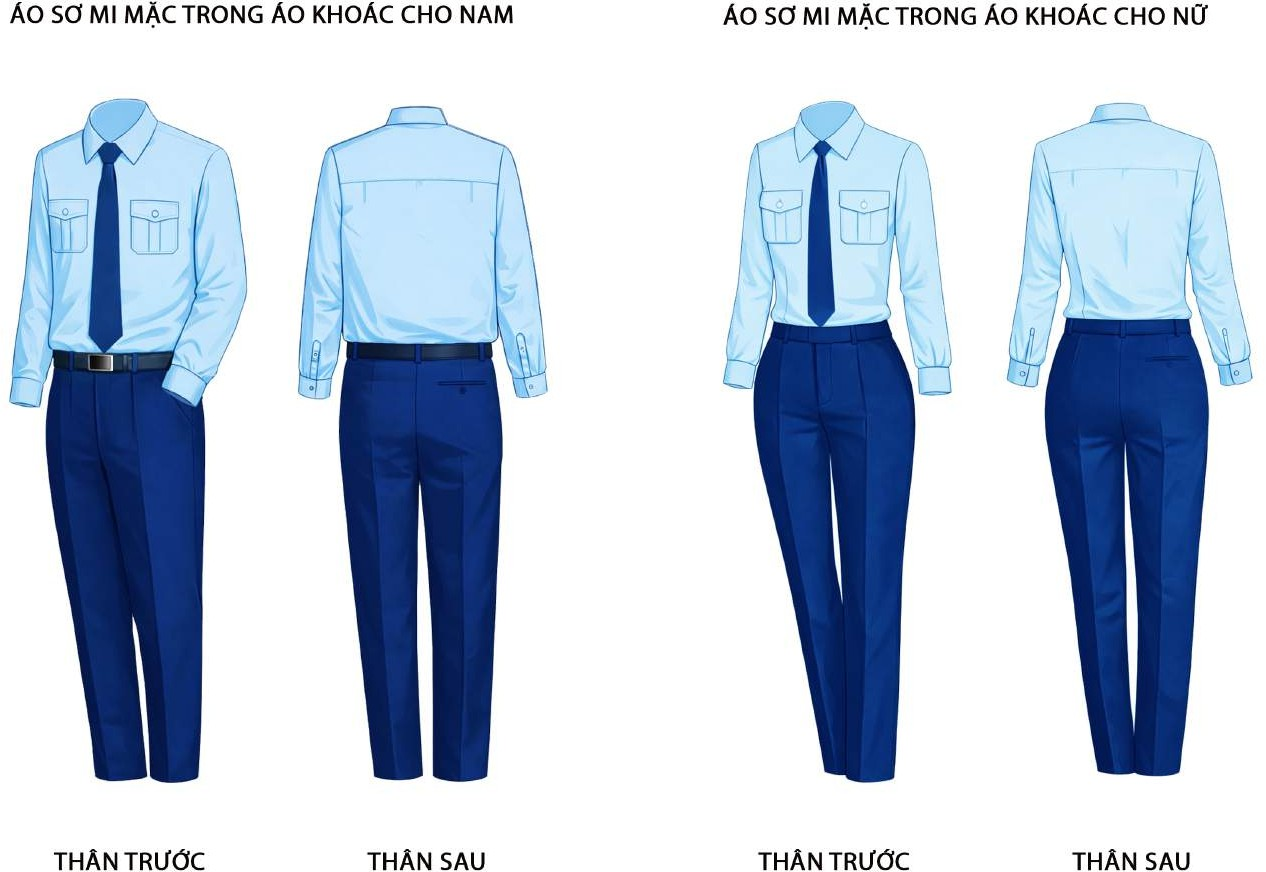 ÁO SƠ MI MẶC TRONG ÁO KHOÁC CHO NAM
ÁO SƠ MI MẶC TRONG ÁO KHOÁC CHO NỮ
THÂN TRƯỚC
THÂN SAU
THÂN TRƯỚC
THÂN SAU